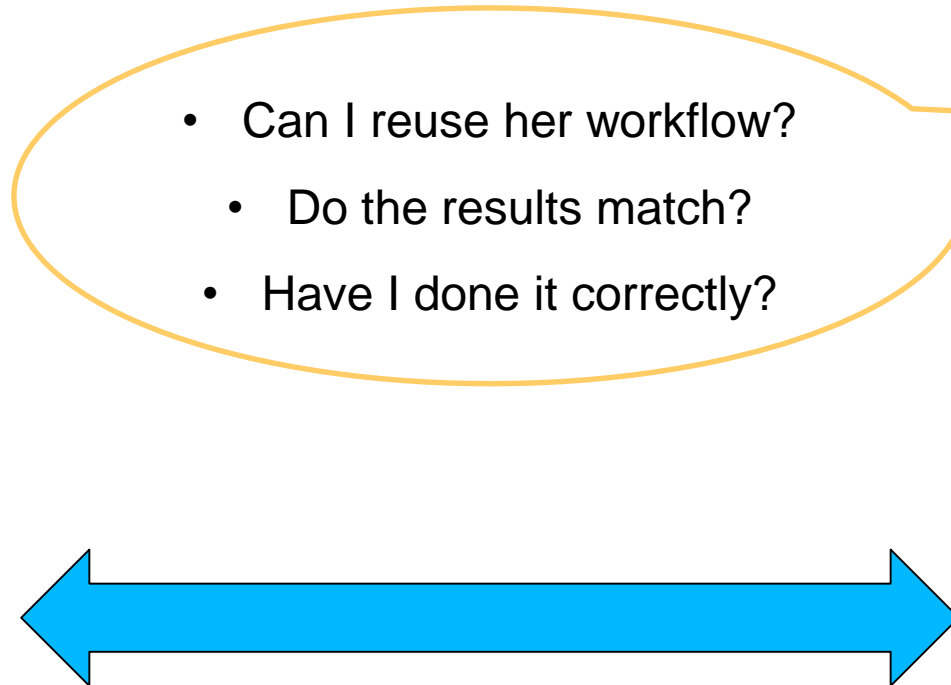 • Can I reuse her workflow?
• Do the results match?
• Have I done it correctly?